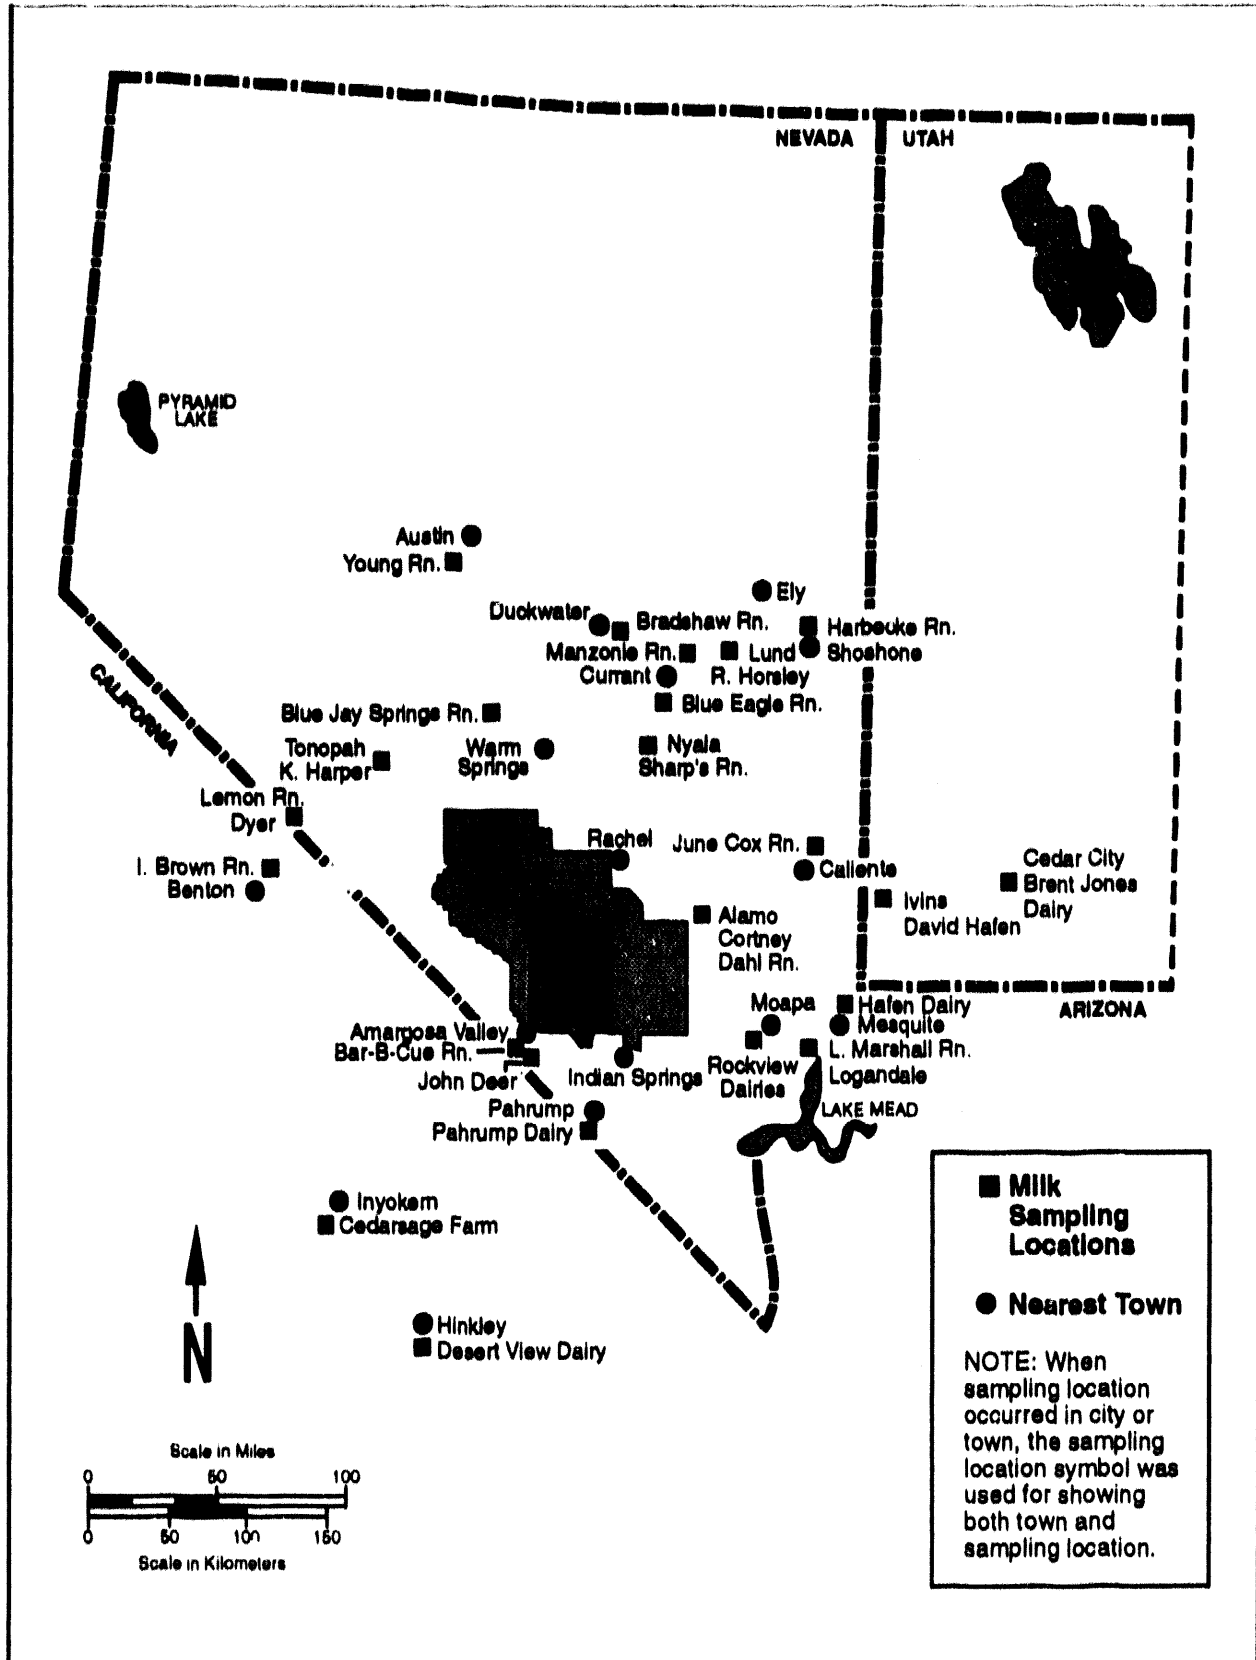 NEVADA
UTAH
PYRAMID
LAKE
Austin
Young Rn.
Ely
Duckwater
Bradshaw Rn.
Harbecke Rn.
Manzonie Rn.
Lund
Shoshone
Currant
R. Horsley
Blue Eagle Rn.
CALIFORNIA
Blue Jay Springs Rn.
Tonopah
K. Harper
Warm
Springs
Nyala
Sharp's Rn.
Lemon Rn.
Dyer
Rachel
June Cox Rn.
Caliente
I. Brown Rn.
Benton
Cedar City
Brent Jones
Dairy
Ivins
David Hafen
Alamo
Cortney
Dahl Rn.
Moapa
Hafen Dairy
ARIZONA
Mesquite
Amargosa Valley
Bar-B-Cue Rn.
John Deer
Indian Springs
Rockview
Dairies
L. Marshall Rn.
Logandale
LAKE MEAD
Pahrump
Pahrump Dairy
Inyokern
Cedarsage Farm
N
Hinkley
Desert View Dairy
Milk
Sampling
Locations
Nearest Town
NOTE: When
sampling location
occurred in city or
town, the sampling
location symbol was
used for showing
both town and
sampling location.
Scale in Miles
0 50 100
0 50 100 150
Scale in Kilometers